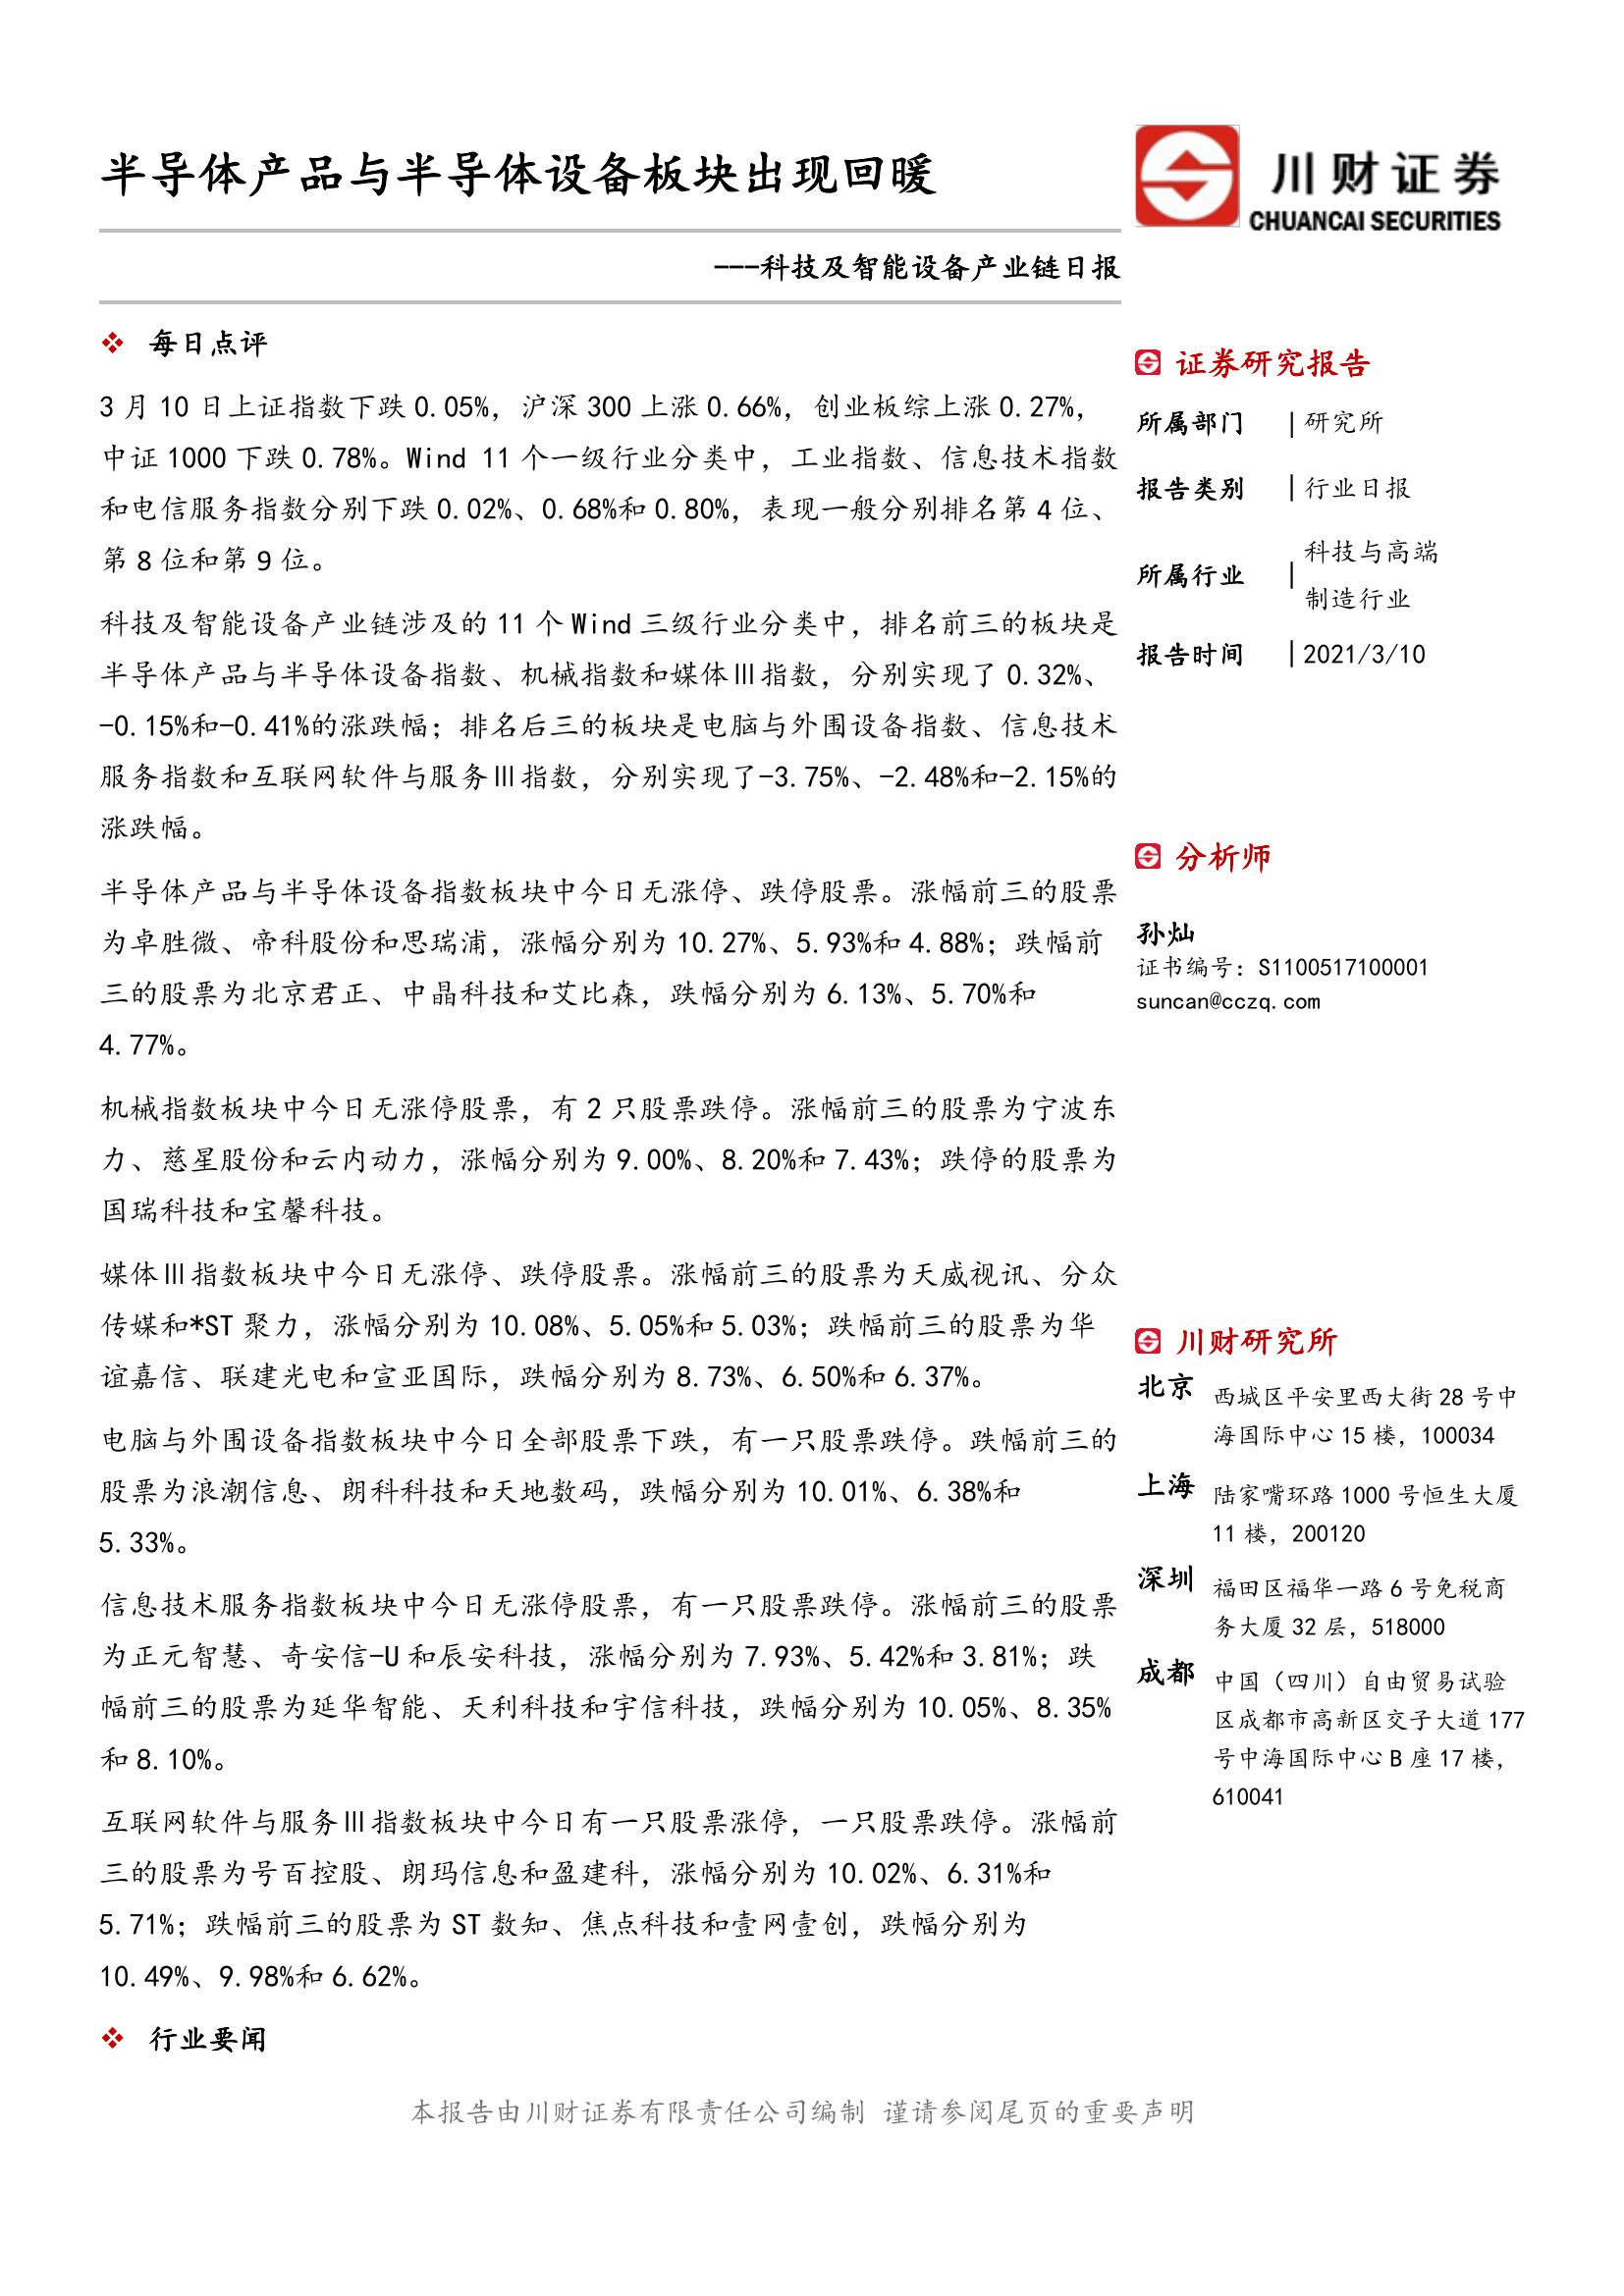 半导体产品与半导体设备板块出现回暖
川财证券
CHUANCAI SECURITIES
---科技及智能设备产业链日报
❖ 每日点评
3 月 10 日上证指数下跌 0.05%，沪深 300 上涨 0.66%，创业板综上涨 0.27%，
中证 1000 下跌 0.78%。Wind 11 个一级行业分类中，工业指数、信息技术指数
和电信服务指数分别下跌 0.02%、0.68%和 0.80%，表现一般分别排名第 4 位、
第 8 位和第 9 位。
科技及智能设备产业链涉及的 11 个 Wind 三级行业分类中，排名前三的板块是
半导体产品与半导体设备指数、机械指数和媒体Ⅲ指数，分别实现了 0.32%、
-0.15%和-0.41%的涨跌幅；排名后三的板块是电脑与外围设备指数、信息技术
服务指数和互联网软件与服务Ⅲ指数，分别实现了-3.75%、-2.48%和-2.15%的
涨跌幅。
半导体产品与半导体设备指数板块中今日无涨停、跌停股票。涨幅前三的股票
为卓胜微、帝科股份和思瑞浦，涨幅分别为 10.27%、5.93%和 4.88%；跌幅前
三的股票为北京君正、中晶科技和艾比森，跌幅分别为 6.13%、5.70%和
4.77%。
机械指数板块中今日无涨停股票，有 2 只股票跌停。涨幅前三的股票为宁波东
力、慈星股份和云内动力，涨幅分别为 9.00%、8.20%和 7.43%；跌停的股票为
国瑞科技和宝馨科技。
媒体Ⅲ指数板块中今日无涨停、跌停股票。涨幅前三的股票为天威视讯、分众
传媒和*ST 聚力，涨幅分别为 10.08%、5.05%和 5.03%；跌幅前三的股票为华
谊嘉信、联建光电和宣亚国际，跌幅分别为 8.73%、6.50%和 6.37%。
电脑与外围设备指数板块中今日全部股票下跌，有一只股票跌停。跌幅前三的
股票为浪潮信息、朗科科技和天地数码，跌幅分别为 10.01%、6.38%和
5.33%。
信息技术服务指数板块中今日无涨停股票，有一只股票跌停。涨幅前三的股票
为正元智慧、奇安信-U 和辰安科技，涨幅分别为 7.93%、5.42%和 3.81%；跌
幅前三的股票为延华智能、天利科技和宇信科技，跌幅分别为 10.05%、8.35%
和 8.10%。
互联网软件与服务Ⅲ指数板块中今日有一只股票涨停，一只股票跌停。涨幅前
三的股票为号百控股、朗玛信息和盈建科，涨幅分别为 10.02%、6.31%和
5.71%；跌幅前三的股票为 ST 数知、焦点科技和壹网壹创，跌幅分别为
10.49%、9.98%和 6.62%。
❖ 行业要闻
证券研究报告
所属部门 | 研究所
报告类别 | 行业日报
所属行业 | 科技与高端
制造行业
报告时间 | 2021/3/10
分析师
孙灿
证书编号：S1100517100001
suncan@cczq.com
川财研究所
北京 西城区平安里西大街 28 号中
海国际中心 15 楼，100034
上海 陆家嘴环路 1000 号恒生大厦
11 楼，200120
深圳 福田区福华一路 6 号免税商
务大厦 32 层，518000
成都 中国（四川）自由贸易试验
区成都市高新区交子大道 177
号中海国际中心 B 座 17 楼，
610041
本报告由川财证券有限责任公司编制 谨请参阅尾页的重要声明